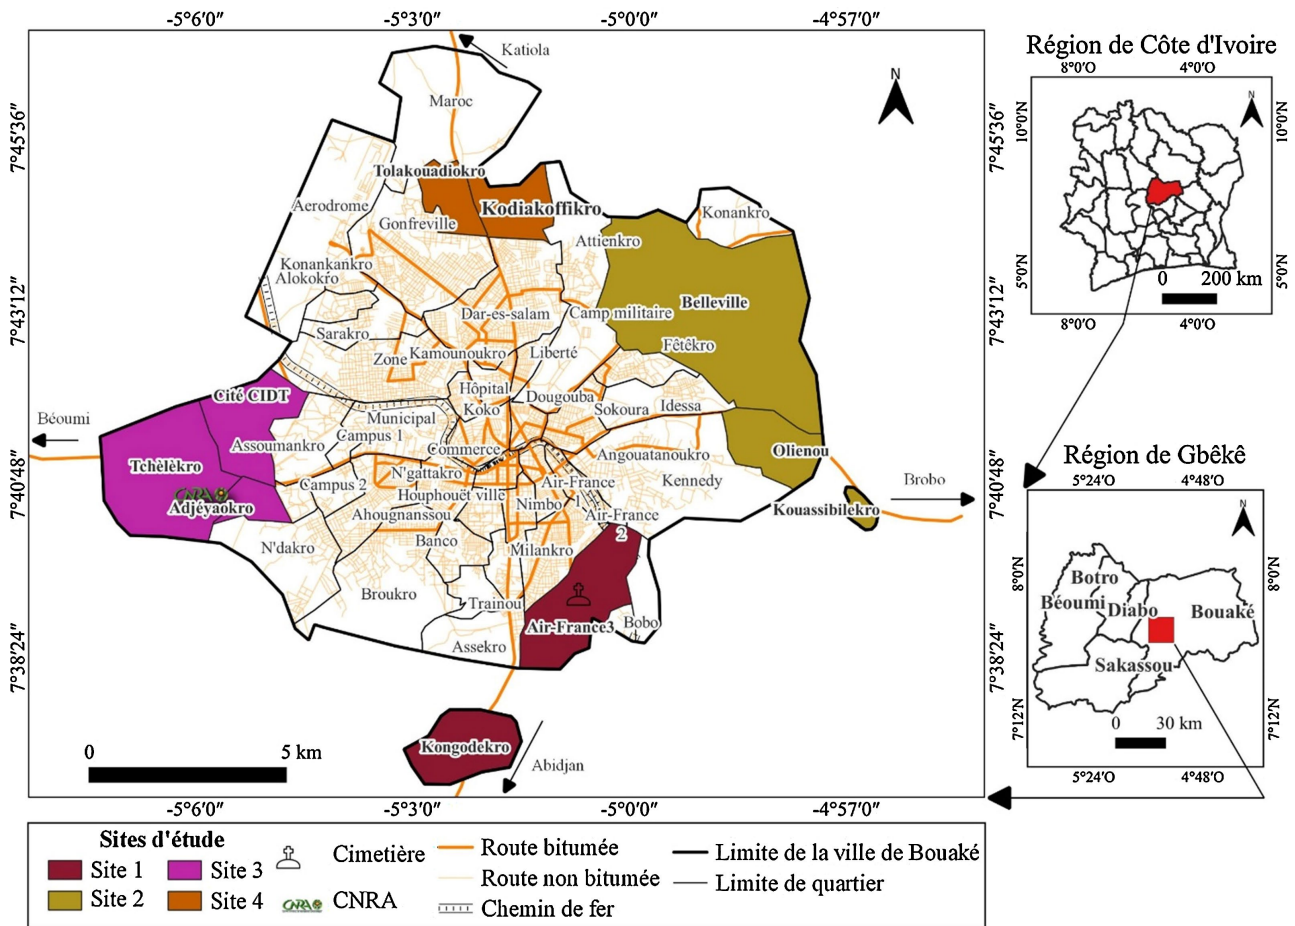 -5°6′0″
-5°3′0″
-5°0′0″
-4°57′0″
7°45′36″
7°43′12″
7°40′48″
7°38′24″
Katiola
N
Maroc
Tolakouadiokro
Aerodrome
Gonfreville
Kodiakoffikro
Konankro
Attienkro
Konankankro
Alokokro
Belleville
Dar-es-salam
Camp militaire
Sarakro
Zone
Kamounoukro
Liberté
Fêtêkro
Cité CIDT
Hôpital
Koko
Dougouba
Sokoura
Idessa
Béoumi
Municipal
Campus 1
Assoumankro
Commerce
Angouatanoukro
Olienou
Tchèlèkro
N'gattakro
Campus 2
Air-France
Kennedy
Brobo
CNRA
Adjéyaokro
Houphouët ville
Nimbo
Ahougnanssou
Air-France
2
Kouassibilekro
N'dakro
Banco
Milankro
Broukro
Trainou
Air-France3
Bobo
Assekro
Kongodekro
Abidjan
0
5 km
7°45′36″
7°43′12″
7°40′48″
7°38′24″
-5°6′0″
-5°3′0″
-5°0′0″
-4°57′0″
Région de Côte d'Ivoire
8°0'O
4°0'O
10°0'N
10°0'N
N
5°0'N
5°0'N
0
200 km
8°0'O
4°0'O
Région de Gbêkê
5°24'O
4°48'O
N
8°0'N
8°0'N
Botro
Béoumi
Diabo
Bouaké
Sakassou
0
30 km
7°12'N
7°12'N
5°24'O
4°48'O
Sites d'étude
Site 1
Site 2
Site 3
Site 4
Cimetière
CNRA
CNRA
Route bitumée
Route non bitumée
Chemin de fer
Limite de la ville de Bouaké
Limite de quartier